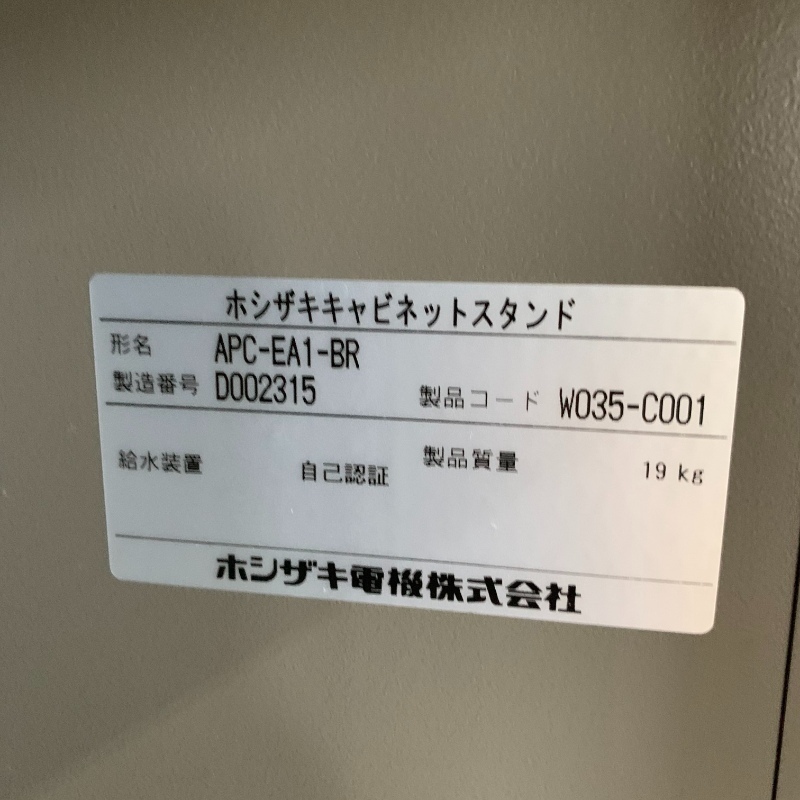 ホシザキキャビネットスタンド
形名 APC-EA1-BR
製造番号 D002315 製品コード W035-C001
給水装置 自己認証 製品質量 19 kg
ホシザキ電機株式会社